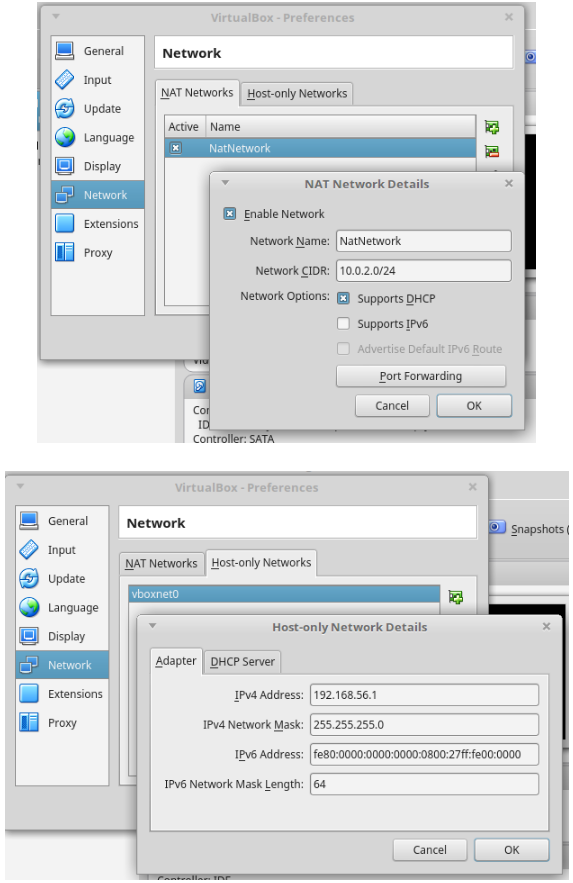 VirtualBox - Preferences
General
Input
Update
Language
Display
Network
Extensions
Proxy
Network
NAT Networks Host-only Networks
Active Name
NatNetwork
NAT Network Details
Enable Network
Network Name: NatNetwork
Network CIDR: 10.0.2.0/24
Network Options: Supports DHCP
Supports IPv6
Advertise Default IPv6 Route
Port Forwarding
Cancel OK
Controller: SATA
VirtualBox - Preferences
General
Input
Update
Language
Display
Network
Extensions
Proxy
Network
NAT Networks Host-only Networks
vboxnet0
Snapshots (
Host-only Network Details
Adapter DHCP Server
IPv4 Address: 192.168.56.1
IPv4 Network Mask: 255.255.255.0
IPv6 Address: fe80:0000:0000:0000:0800:27ff:fe00:0000
IPv6 Network Mask Length: 64
Cancel OK